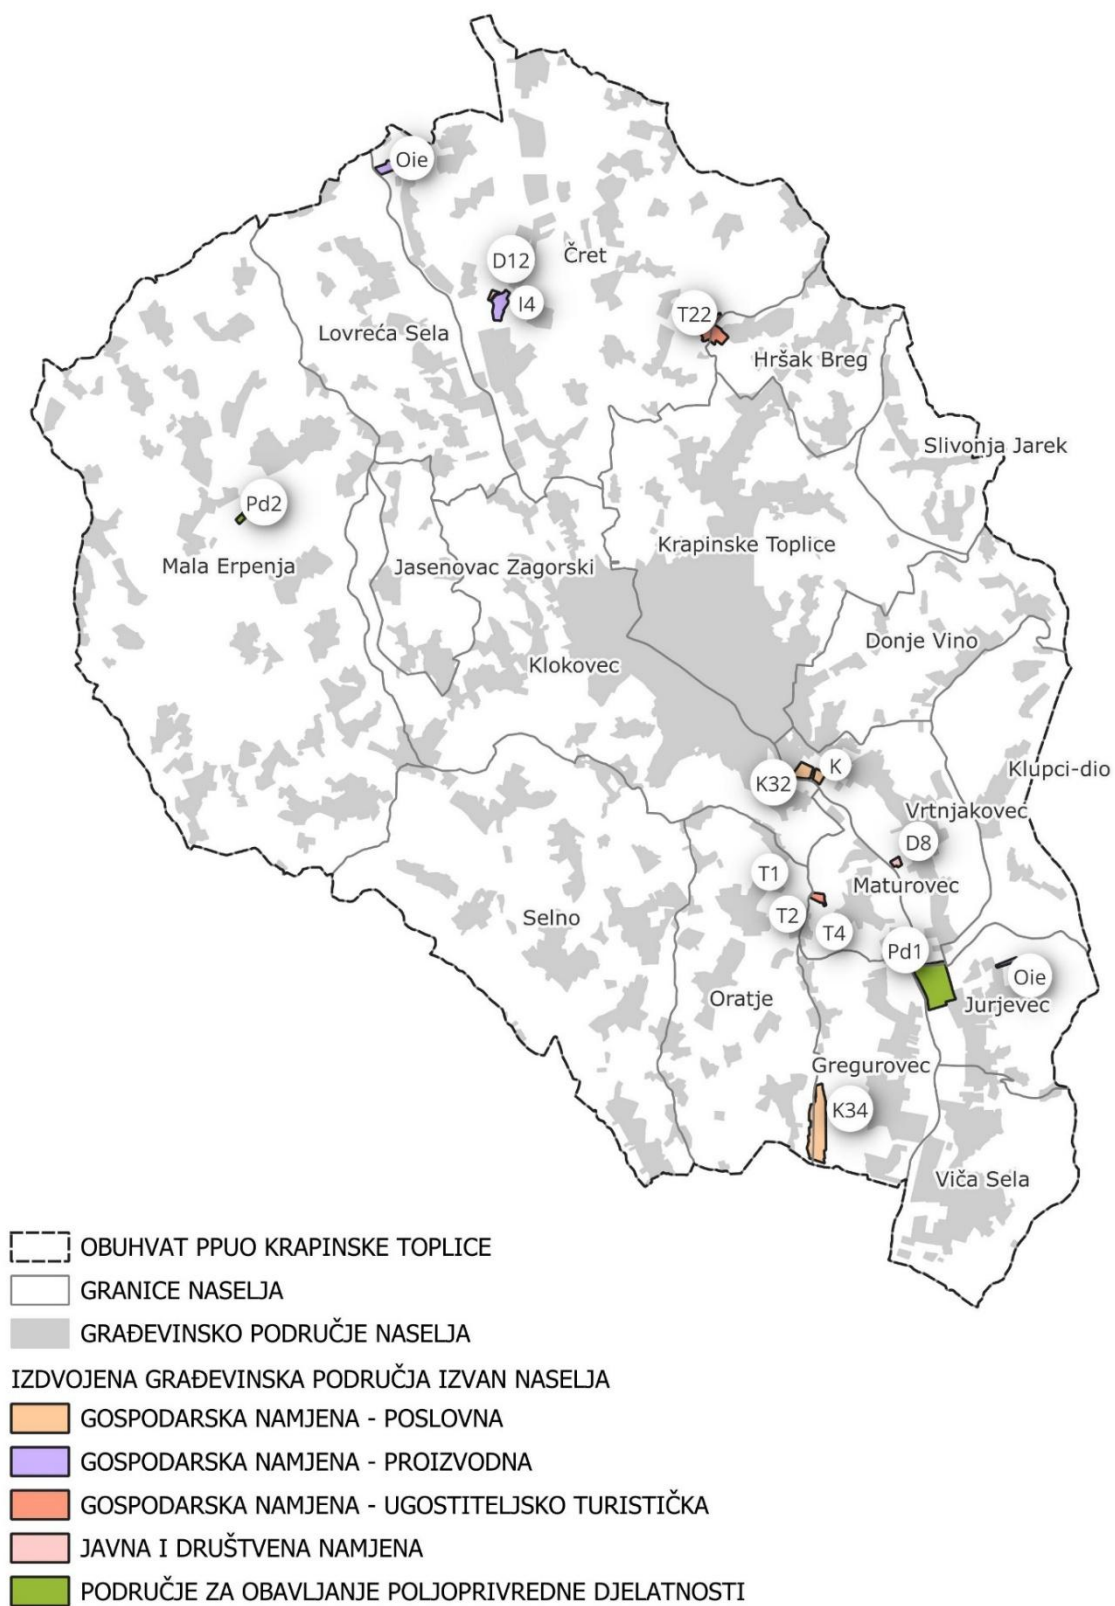 Oie
D12
Čret
I4
T22
Lovreća Sela
Hršak Breg
Slivonja Jarek
Pd2
Krapinske Toplice
Mala Erpenja
Jasenovac Zagorski
Donje Vino
Klokovec
K
K32
Klupci-dio
Vrtnjakovec
D8
T1
Maturovec
T2
Selno
T4
Pd1
Oie
Oratje
Jurjevec
Gregurovec
K34
Viča Sela
OBUHVAT PPUO KRAPINSKE TOPLICE
GRANICE NASELJA
GRAĐEVINSKO PODRUČJE NASELJA
IZDVOJENA GRAĐEVINSKA PODRUČJA IZVAN NASELJA
GOSPODARSKA NAMJENA - POSLOVNA
GOSPODARSKA NAMJENA - PROIZVODNA
GOSPODARSKA NAMJENA - UGOSTITELJSKO TURISTIČKA
JAVNA I DRUŠTVENA NAMJENA
PODRUČJE ZA OBAVLJANJE POLJOPRIVREDNE DJELATNOSTI